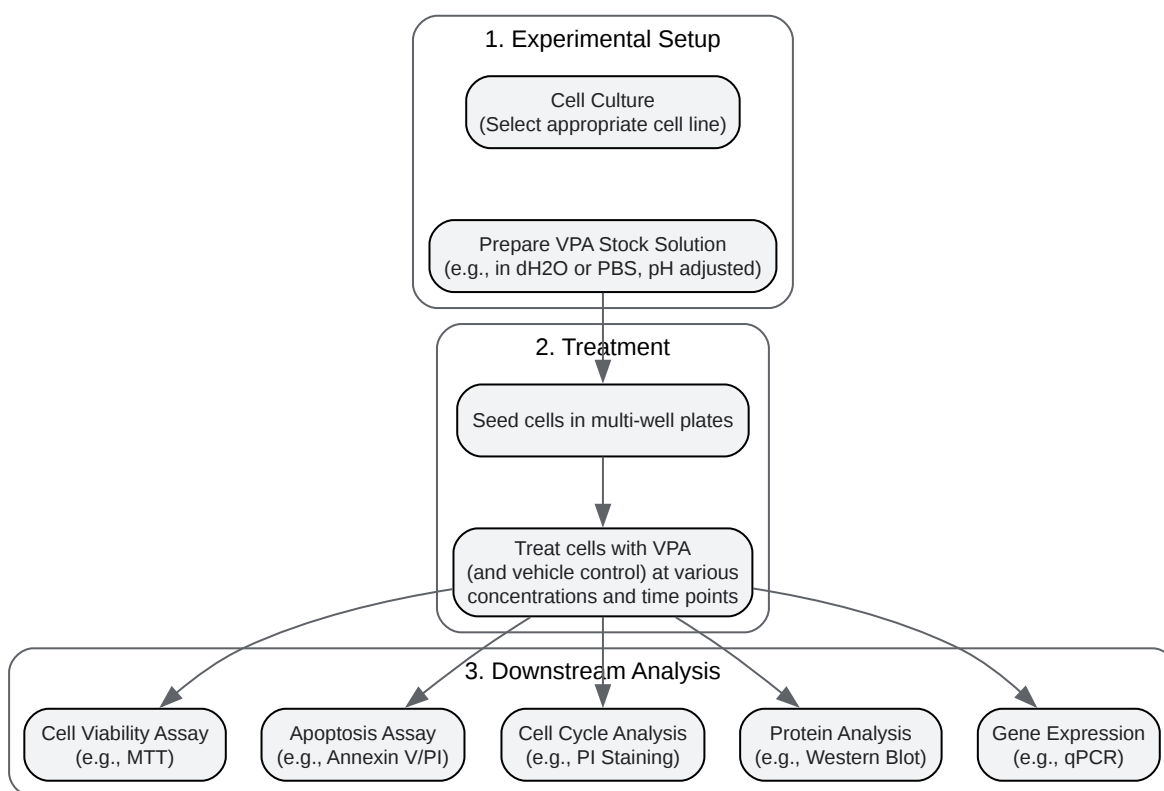 1. Experimental Setup
Cell Culture
(Select appropriate cell line)
Prepare VPA Stock Solution
(e.g., in dH2O or PBS, pH adjusted)
2. Treatment
Seed cells in multi-well plates
Treat cells with VPA
(and vehicle control) at various
concentrations and time points
3. Downstream Analysis
Cell Viability Assay
(e.g., MTT)
Apoptosis Assay
(e.g., Annexin V/PI)
Cell Cycle Analysis
(e.g., PI Staining)
Protein Analysis
(e.g., Western Blot)
Gene Expression
(e.g., qPCR)